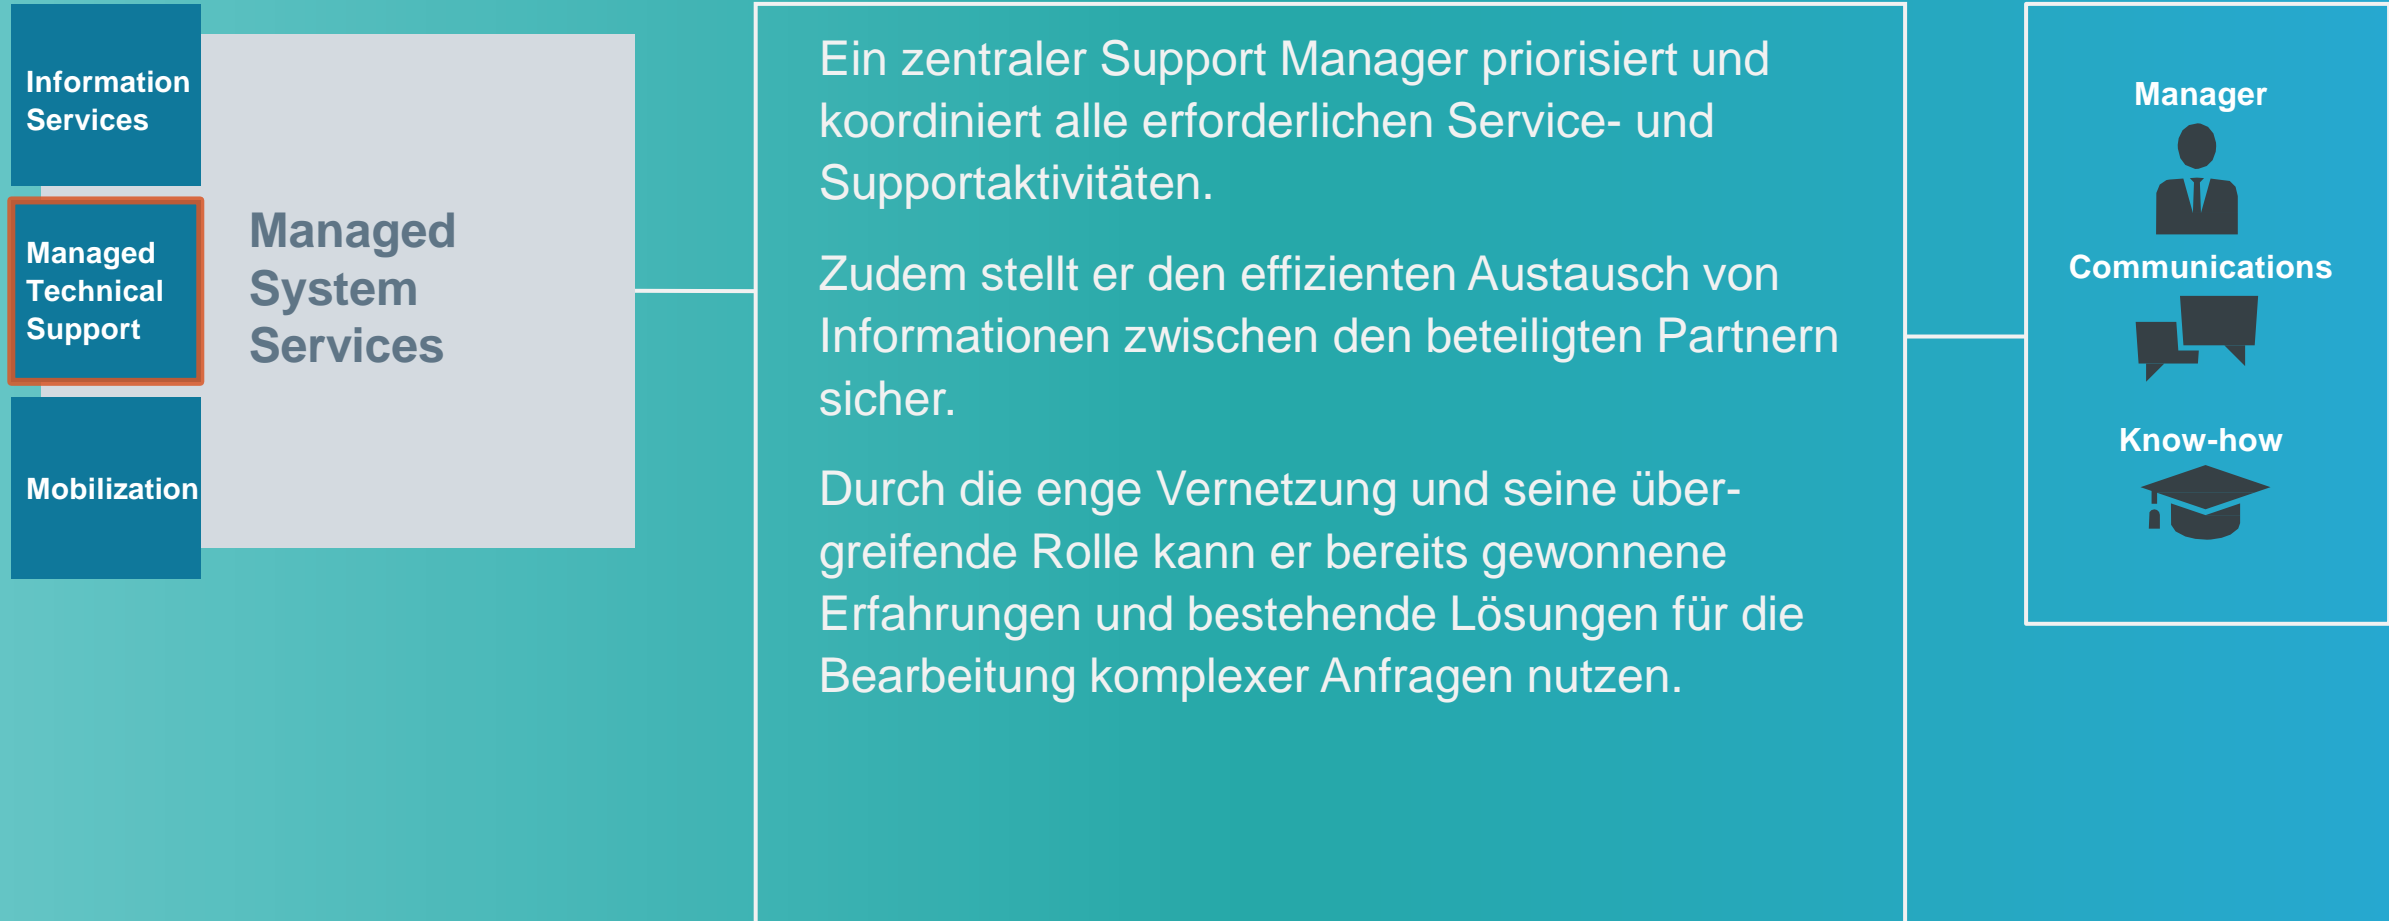 Information
Services
Managed
Technical
Support
Mobilization
Managed
System
Services
Ein zentraler Support Manager priorisiert und
koordiniert alle erforderlichen Service- und
Supportaktivitäten.
Zudem stellt er den effizienten Austausch von
Informationen zwischen den beteiligten Partnern
sicher.
Durch die enge Vernetzung und seine über-
greifende Rolle kann er bereits gewonnene
Erfahrungen und bestehende Lösungen für die
Bearbeitung komplexer Anfragen nutzen.
Manager
Communications
Know-how